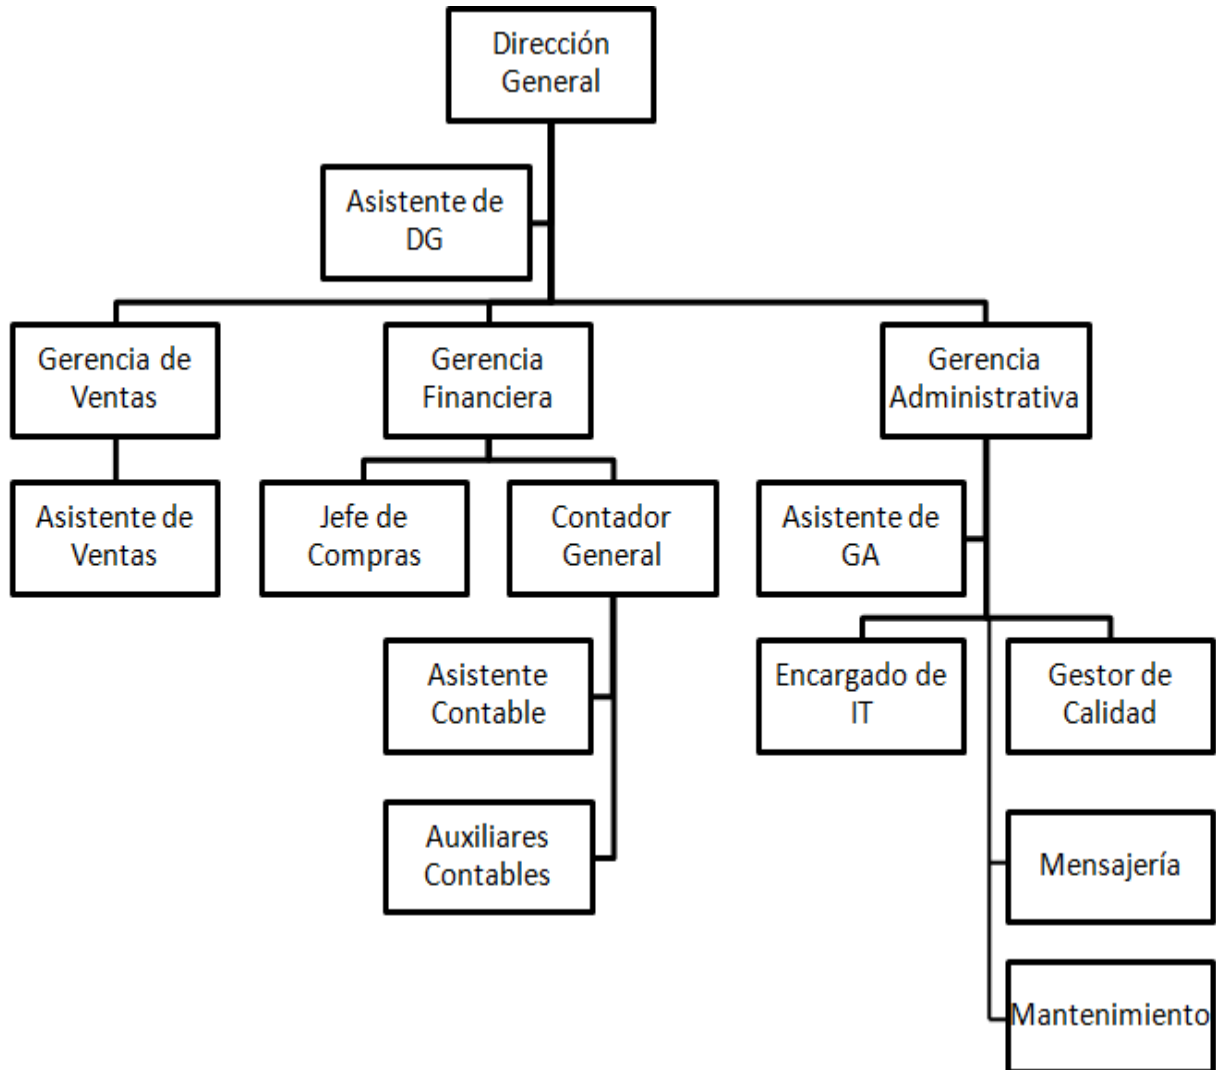 Dirección
General
Asistente de
DG
Gerencia de
Ventas
Gerencia
Financiera
Gerencia
Administrativa
Asistente de
Ventas
Jefe de
Compras
Contador
General
Asistente de
GA
Asistente
Contable
Encargado de
IT
Gestor de
Calidad
Auxiliares
Contables
Mensajería
Mantenimiento